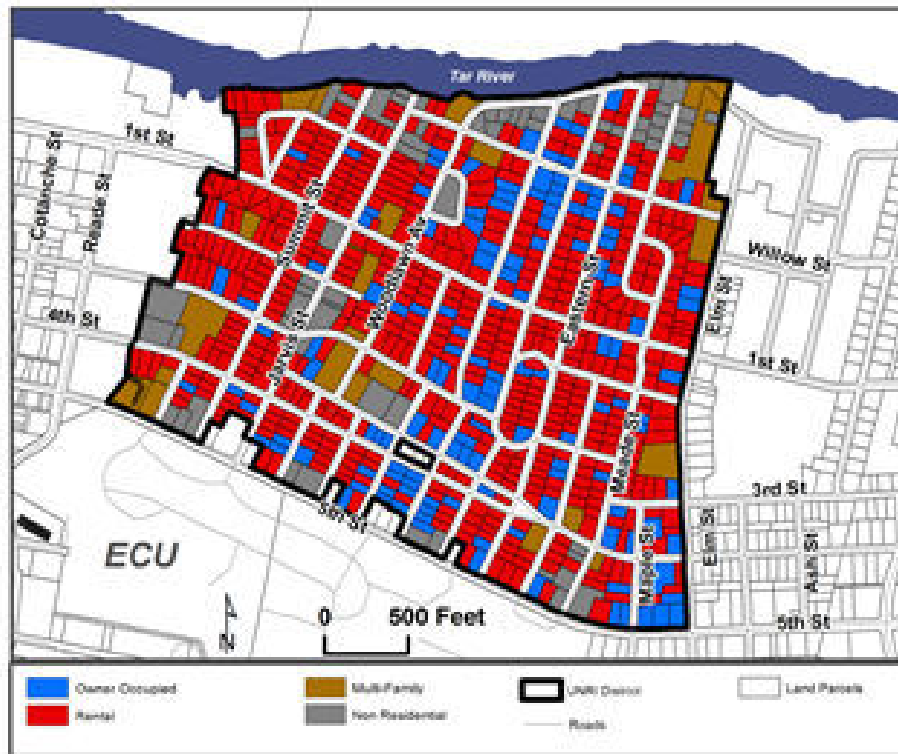 Tar River
1st St
Cotanche St
Reade St
Summit St
Woodlawn Av
Eastern St
Willow St
Elm St
4th St
Jarvis St
1st St
Meade St
3rd St
5th St
Elm St
Ash St
Maple St
ECU
5th St
N
0 500 Feet
Owner Occupied
Multi-Family
UNRI District
Land Parcels
Rental
Non Residential
Roads